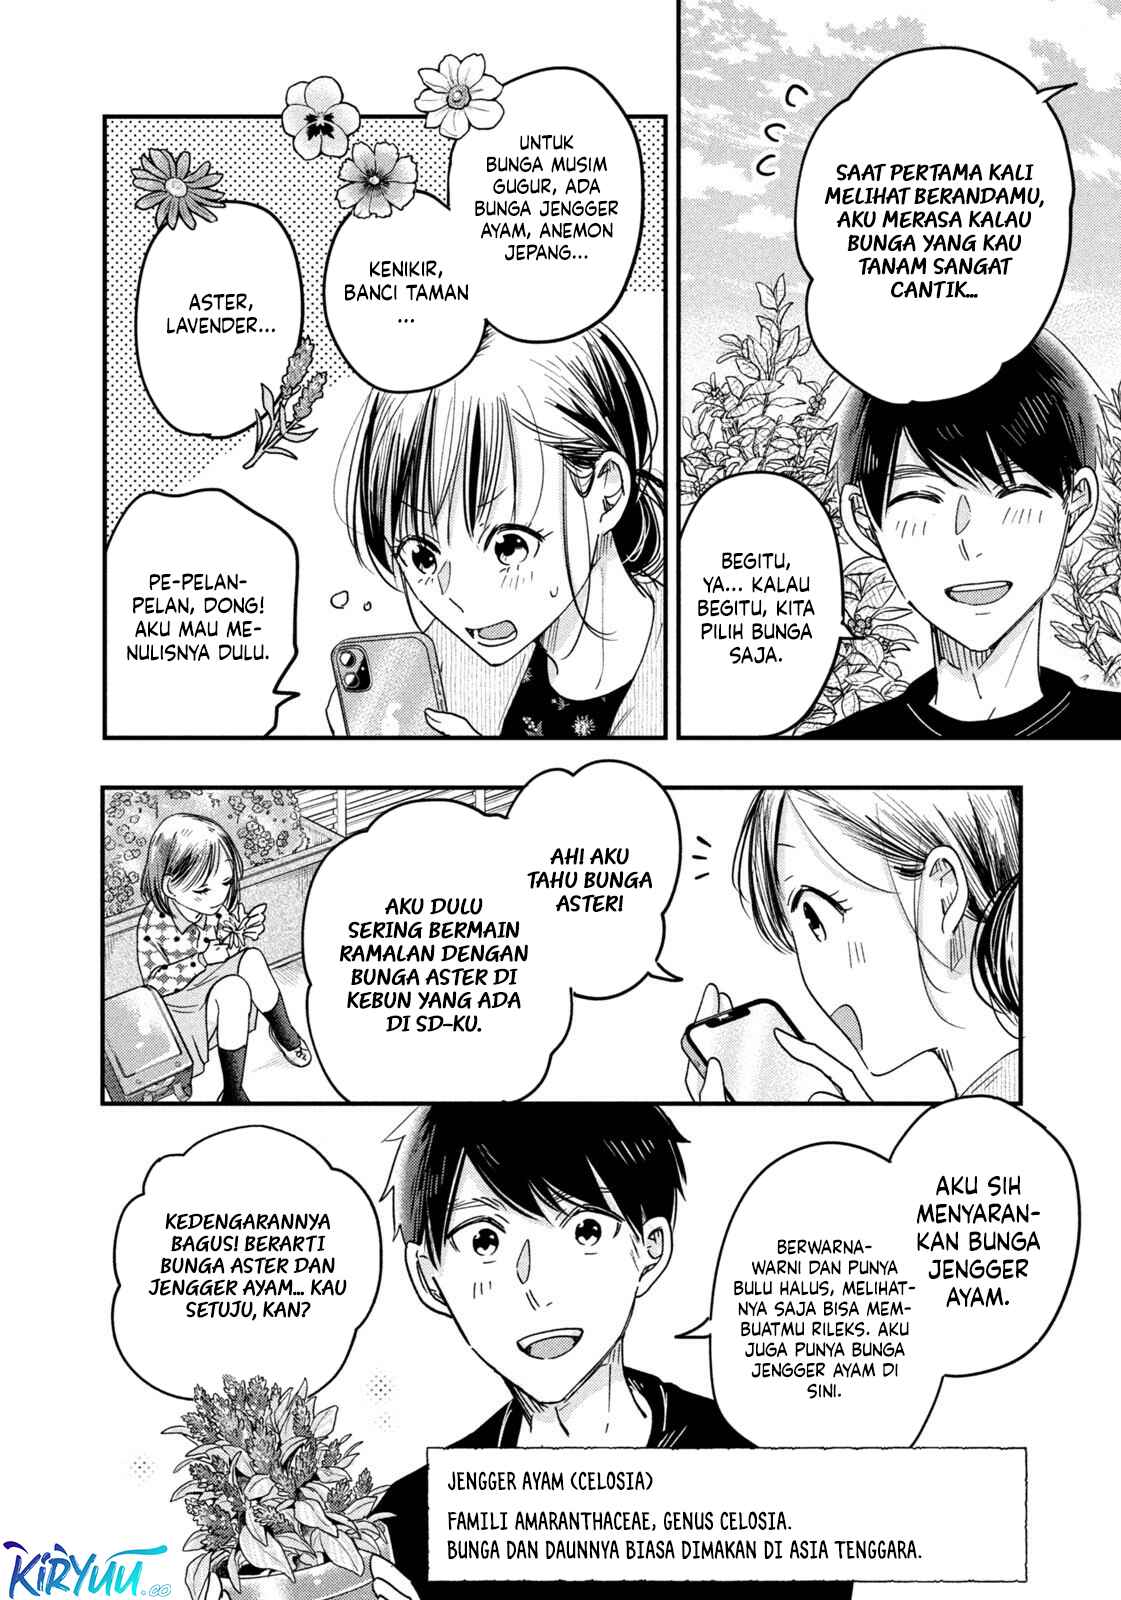 SAAT PERTAMA KALI
MELIHAT BERANDAMU,
AKU MERASA KALAU
BUNGA YANG KAU
TANAM SANGAT
CANTIK...
BEGITU,
YA... KALAU
BEGITU, KITA
PILIH BUNGA
SAJA.
UNTUK
BUNGA MUSIM
GUGUR, ADA
BUNGA JENGGER
AYAM, ANEMON
JEPANG...
KENIKIR,
BANCI TAMAN
...
ASTER,
LAVENDER...
PE-PELAN-
PELAN, DONG!
AKU MAU ME-
NULISNYA DULU.
AH! AKU
TAHU BUNGA
ASTER!
AKU DULU
SERING BERMAIN
RAMALAN DENGAN
BUNGA ASTER DI
KEBUN YANG ADA
DI SD-KU.
AKU SIH
MENYARAN-
KAN BUNGA
JENGGER
AYAM.
BERWARNA-
WARNI DAN PUNYA
BULU HALUS, MELIHAT-
NYA SAJA BISA MEM-
BUATMU RILEKS. AKU
JUGA PUNYA BUNGA
JENGGER AYAM DI
SINI.
KEDENGARANNYA
BAGUS! BERARTI
BUNGA ASTER DAN
JENGGER AYAM... KAU
SETUJU, KAN?
JENGGER AYAM (CELOSIA)
FAMILI AMARANTHACEAE, GENUS CELOSIA.
BUNGA DAN DAUNNYA BIASA DIMAKAN DI ASIA TENGGARA.
KIRYUU.co